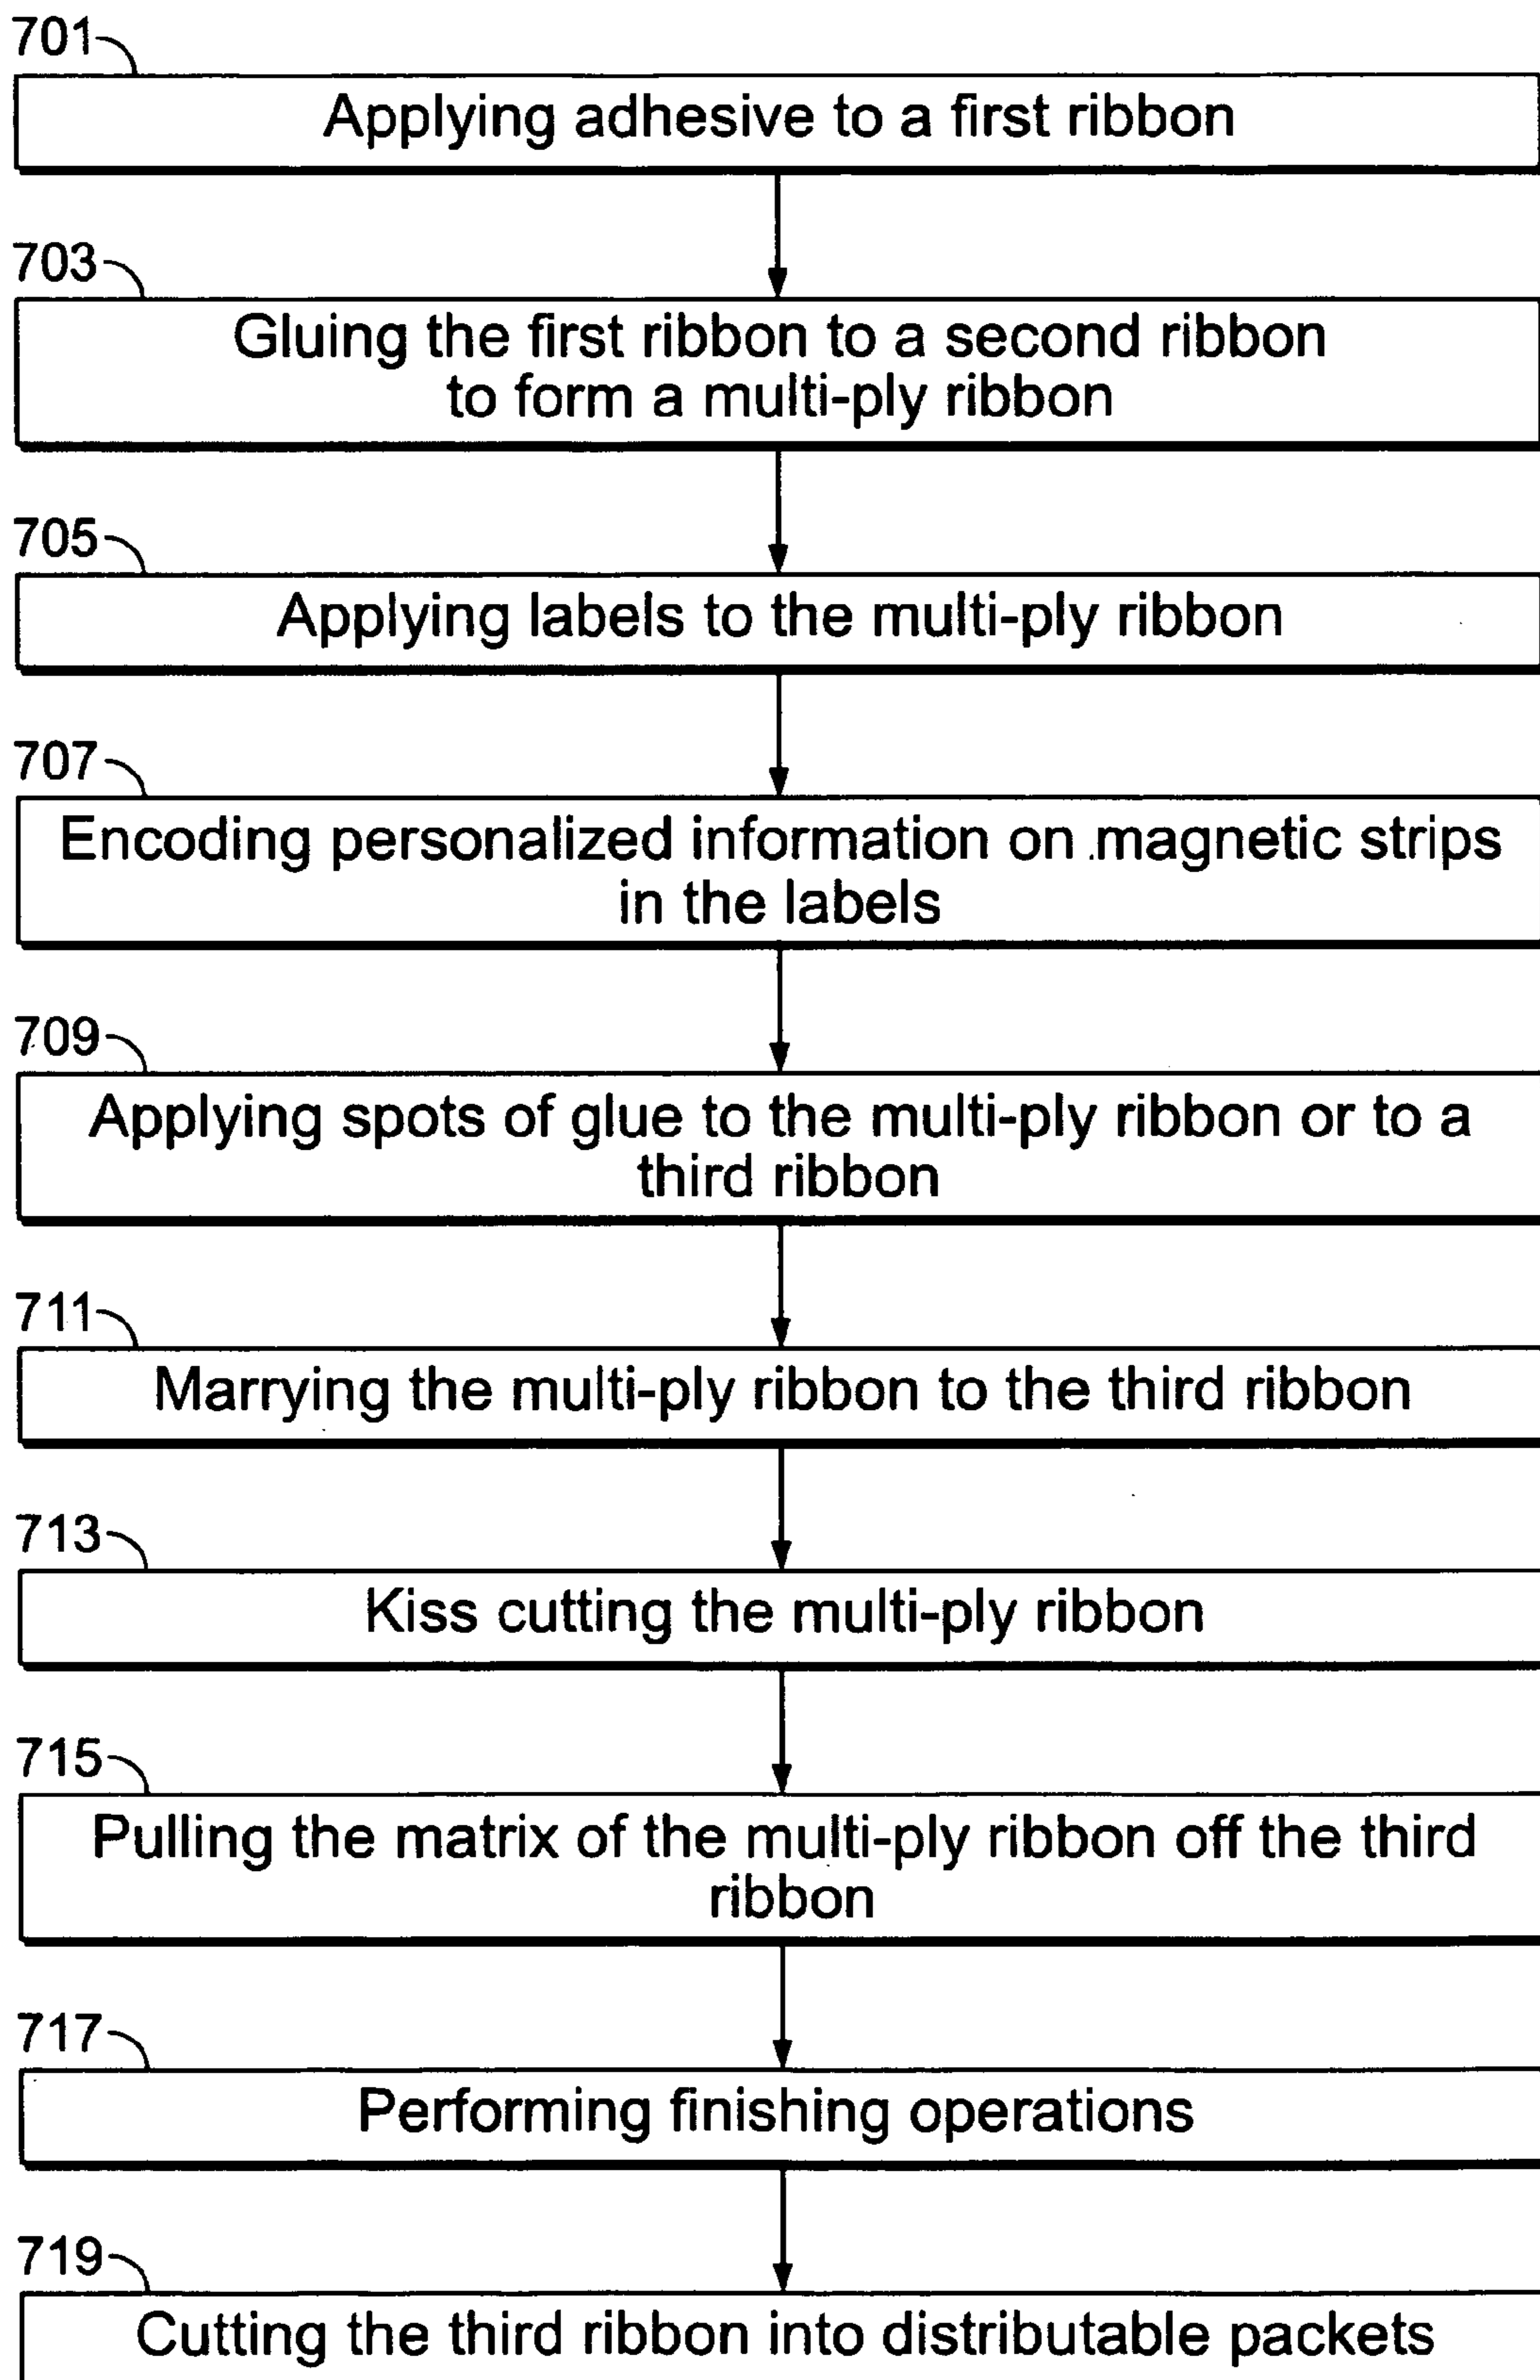 701
Applying adhesive to a first ribbon
703
Gluing the first ribbon to a second ribbon
to form a multi-ply ribbon
705
Applying labels to the multi-ply ribbon
707
Encoding personalized information on magnetic strips
in the labels
709
Applying spots of glue to the multi-ply ribbon or to a
third ribbon
711
Marrying the multi-ply ribbon to the third ribbon
713
Kiss cutting the multi-ply ribbon
715
Pulling the matrix of the multi-ply ribbon off the third
ribbon
717
Performing finishing operations
719
Cutting the third ribbon into distributable packets